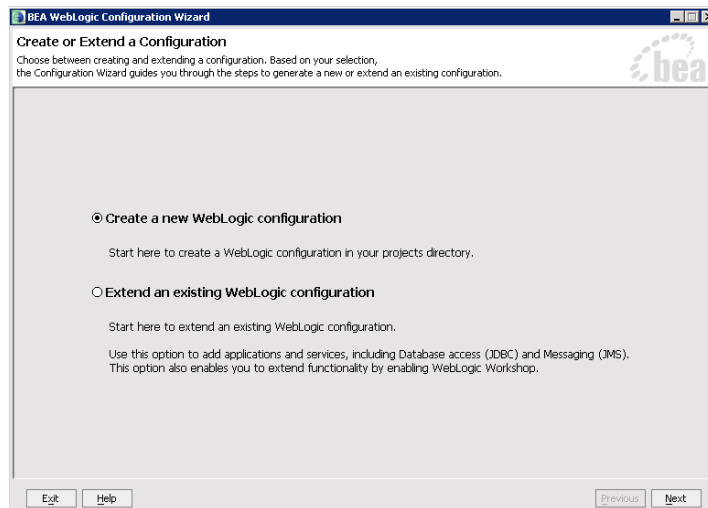 BEA WebLogic Configuration Wizard
Create or Extend a Configuration
Choose between creating and extending a configuration. Based on your selection,
the Configuration Wizard guides you through the steps to generate a new or extend an existing configuration.
bea
Create a new WebLogic configuration
Start here to create a WebLogic configuration in your projects directory.
Extend an existing WebLogic configuration
Start here to extend an existing WebLogic configuration.
Use this option to add applications and services, including Database access (JDBC) and Messaging (JMS).
This option also enables you to extend functionality by enabling WebLogic Workshop.
Exit Help Previous Next